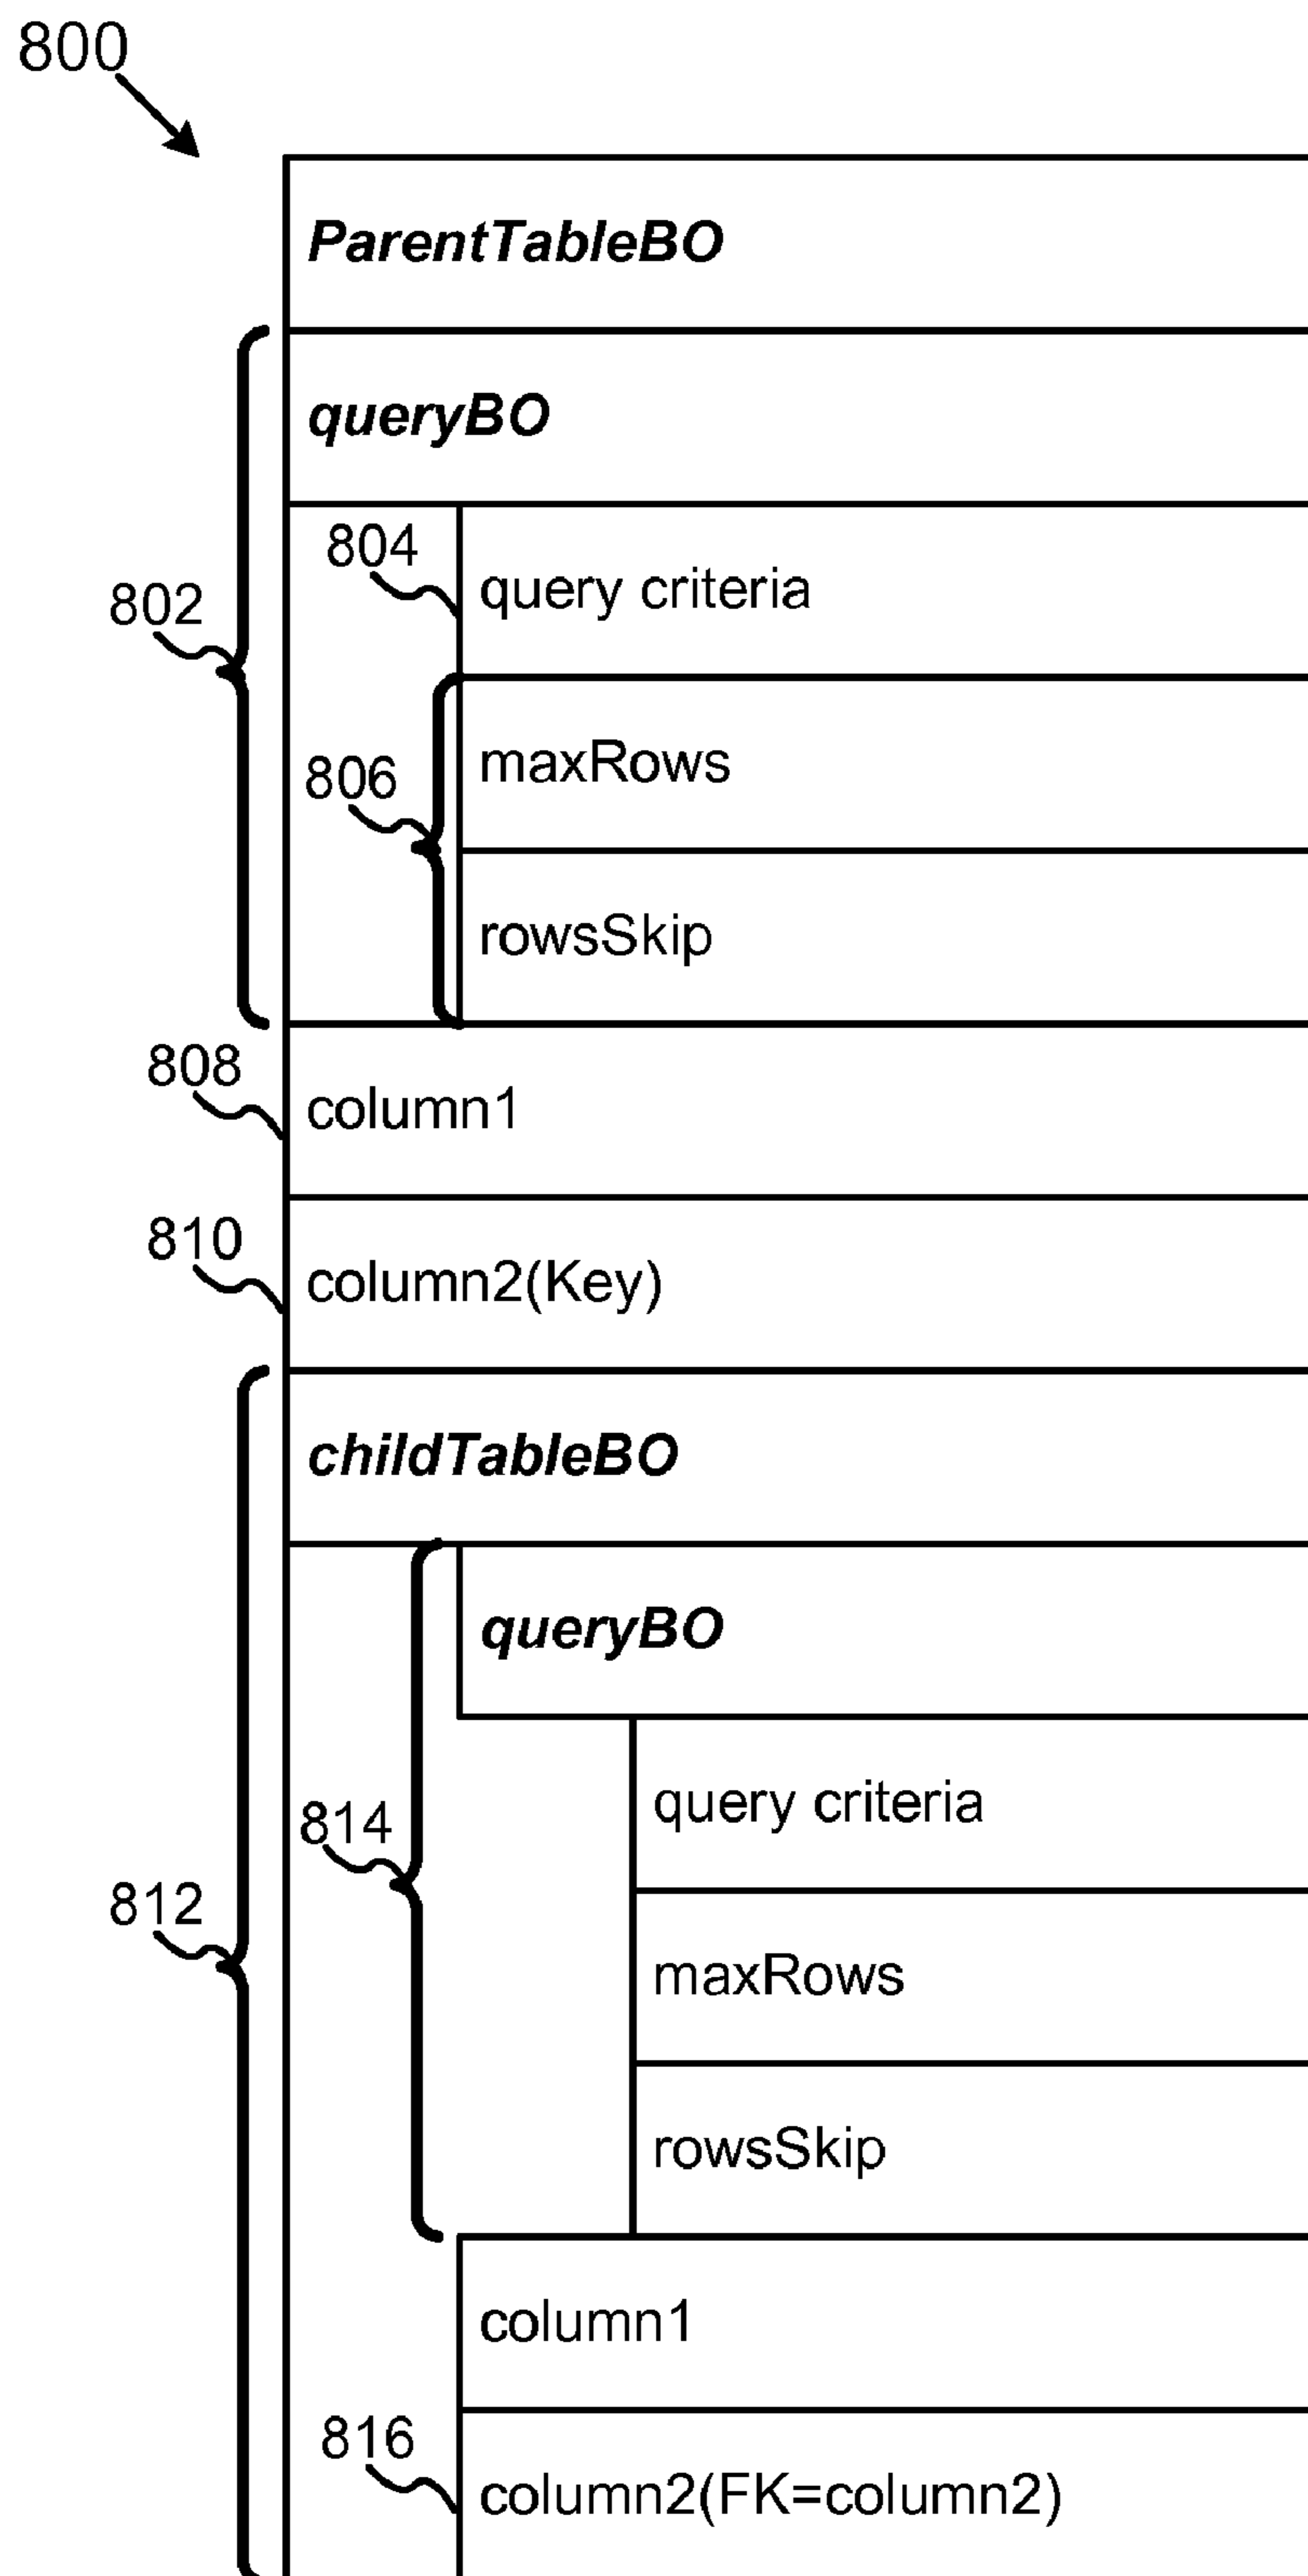 800
ParentTableBO
queryBO
804
query criteria
802
806
maxRows
rowsSkip
808
column1
810
column2(Key)
childTableBO
queryBO
814
query criteria
812
maxRows
rowsSkip
column1
816
column2(FK=column2)